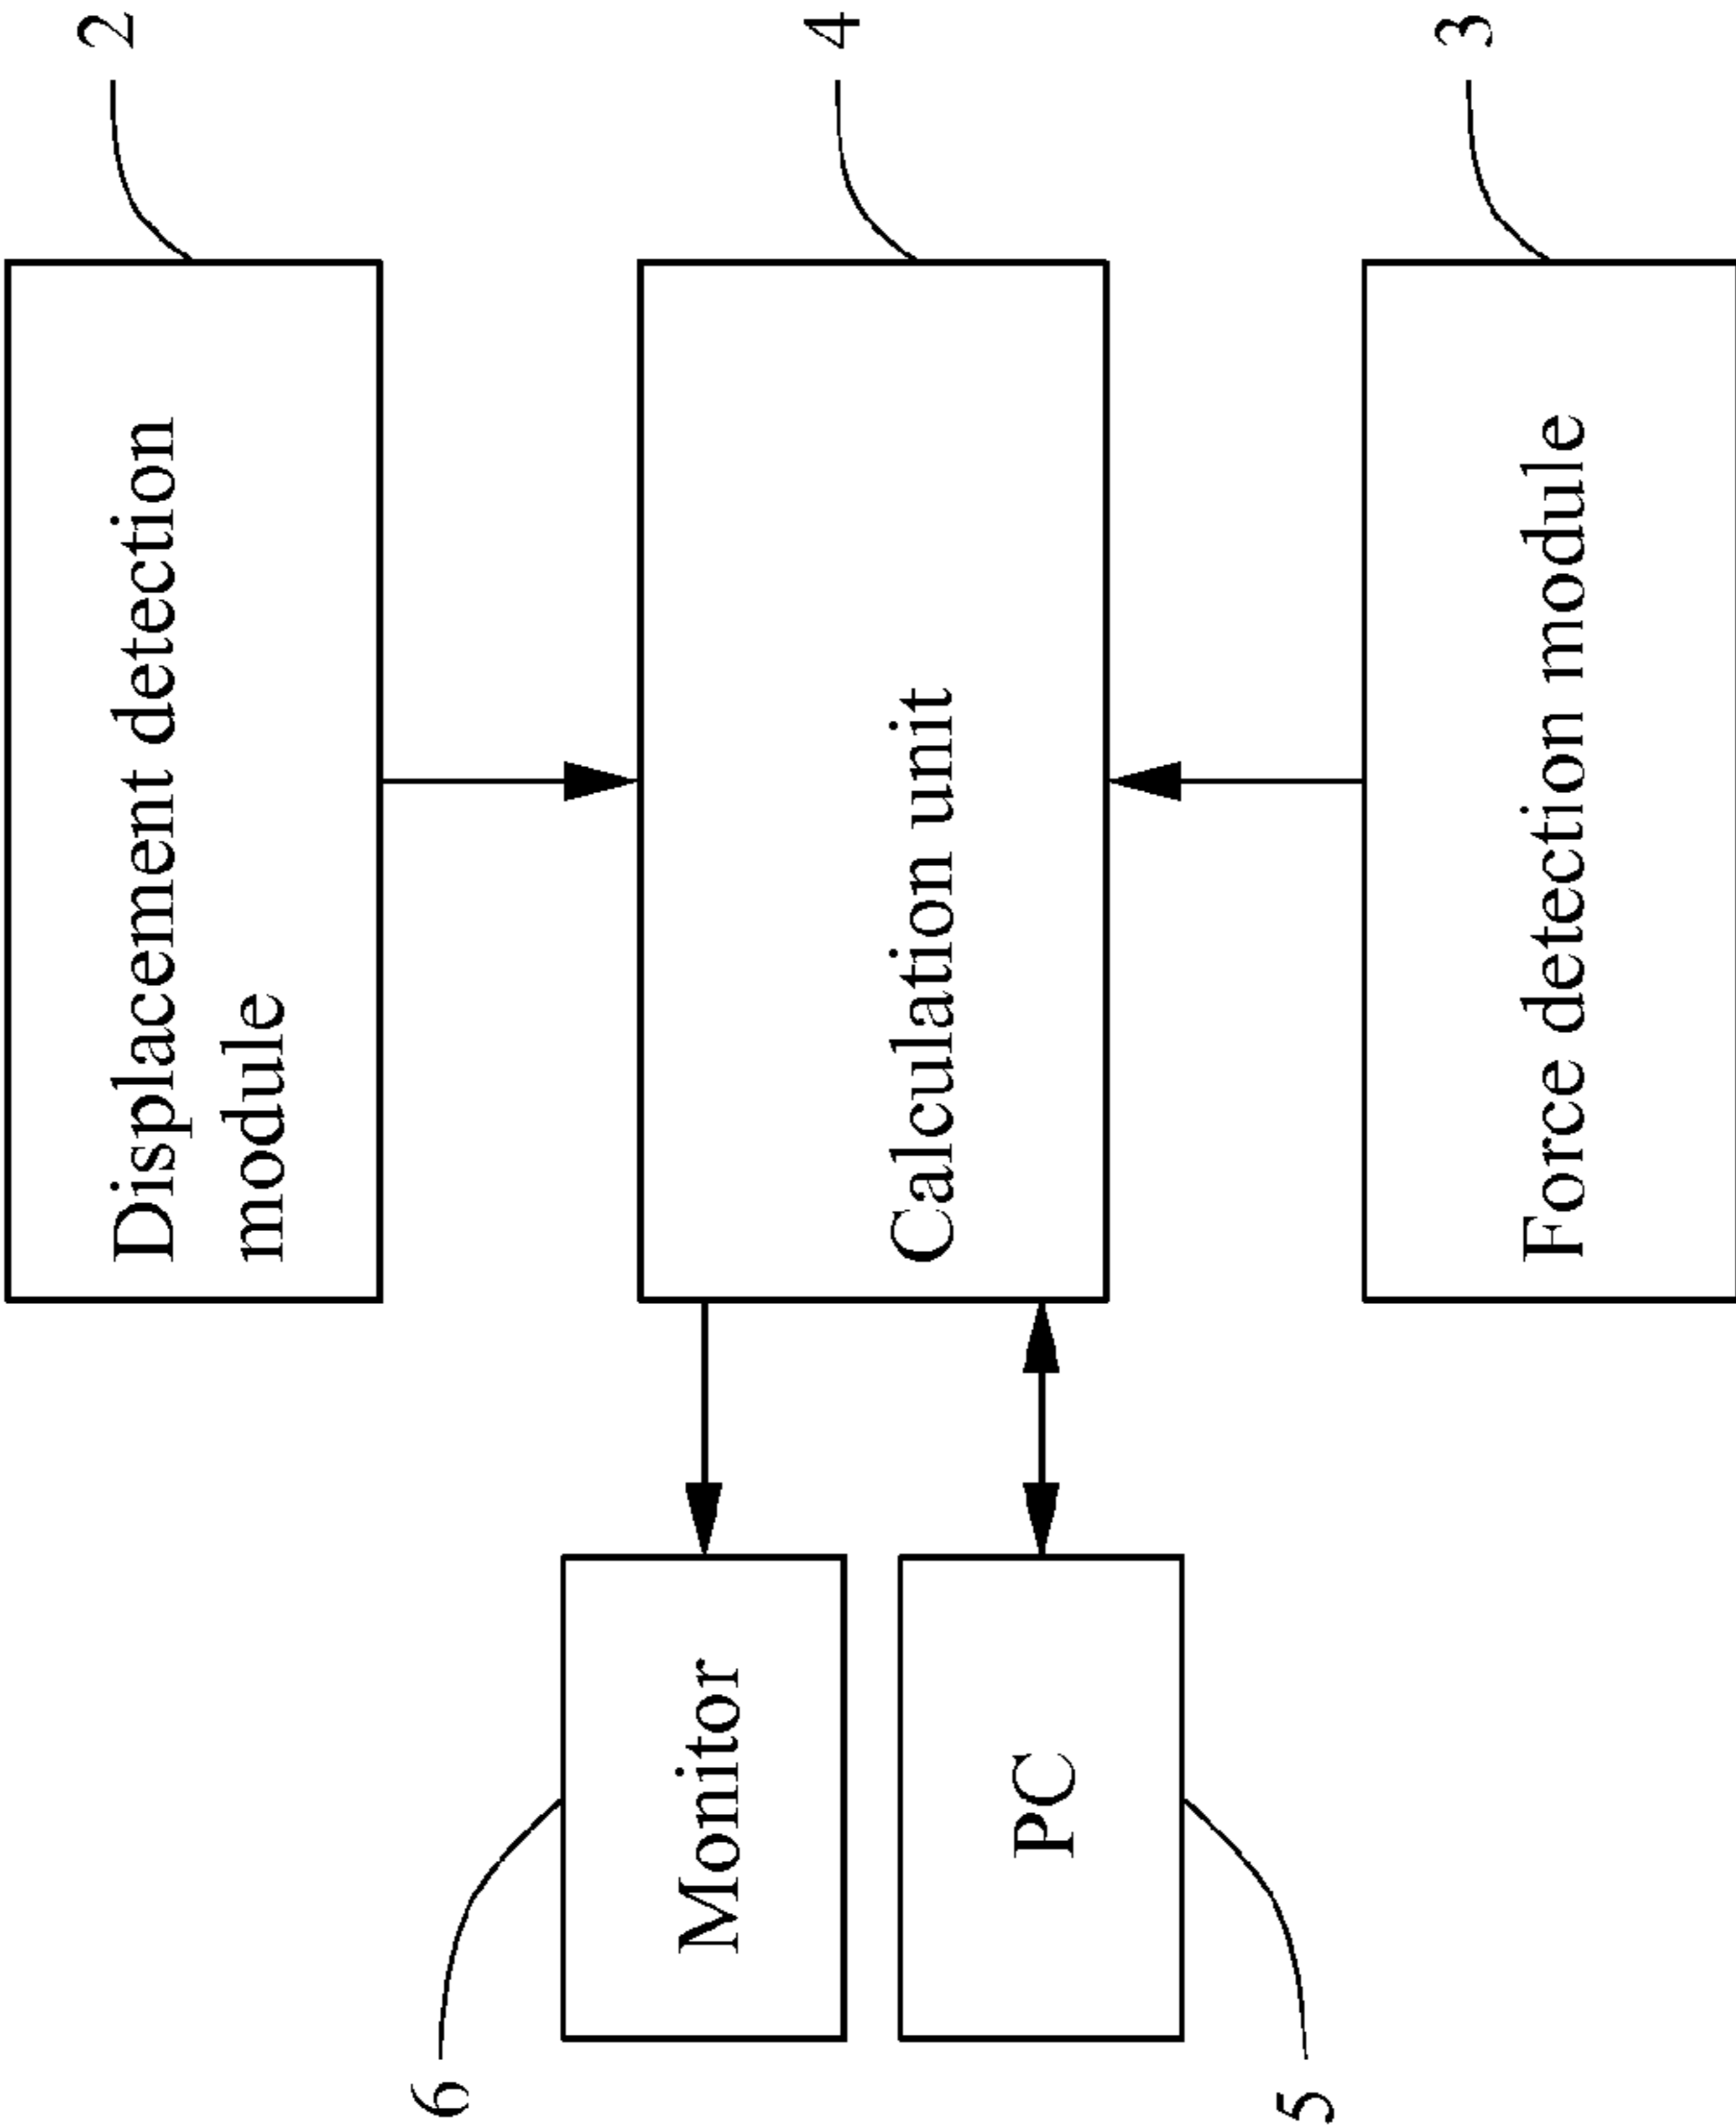 2
Displacement detection
module
4
Calculation unit
3
Force detection module
6
Monitor
PC
5